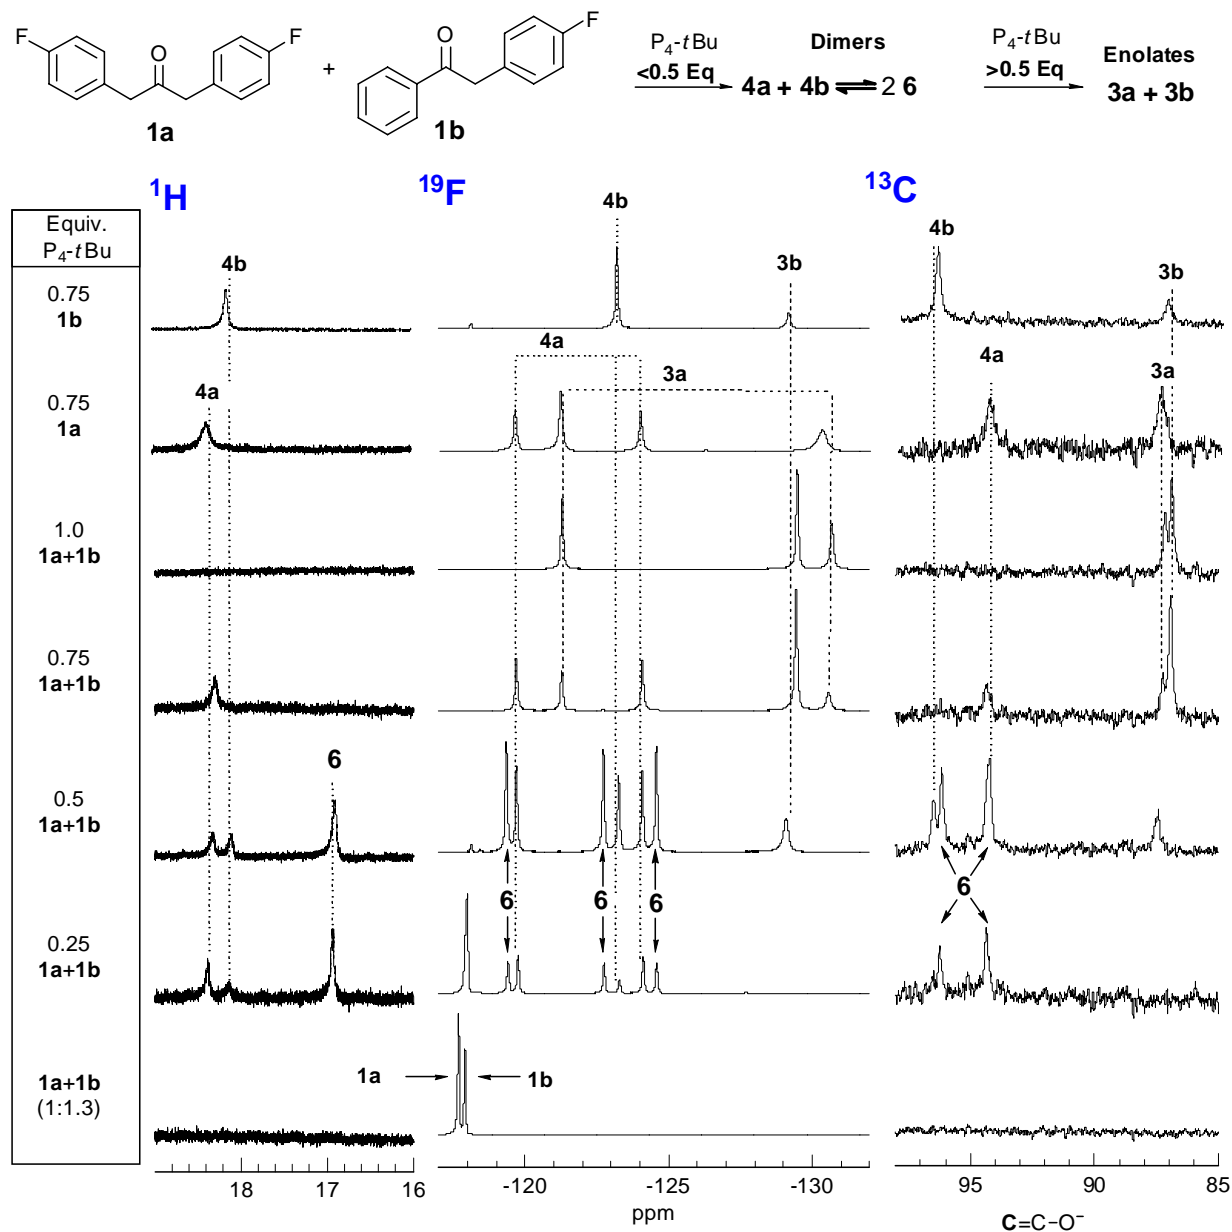 F
O
F
1a
+
O
F
1b
P4-tBu
<0.5 Eq
Dimers
4a + 4b ⇌ 2 6
P4-tBu
>0.5 Eq
Enolates
3a + 3b
1H
19F
13C
Equiv.
P4-tBu
0.75
1b
0.75
1a
1.0
1a+1b
0.75
1a+1b
0.5
1a+1b
0.25
1a+1b
1a+1b
(1:1.3)
4b
4a
6
18
17
16
4b
3b
4a
3a
6
6
6
1a
1b
-120
-125
-130
ppm
4b
3b
4a
3a
6
95
90
85
C=C-O⁻